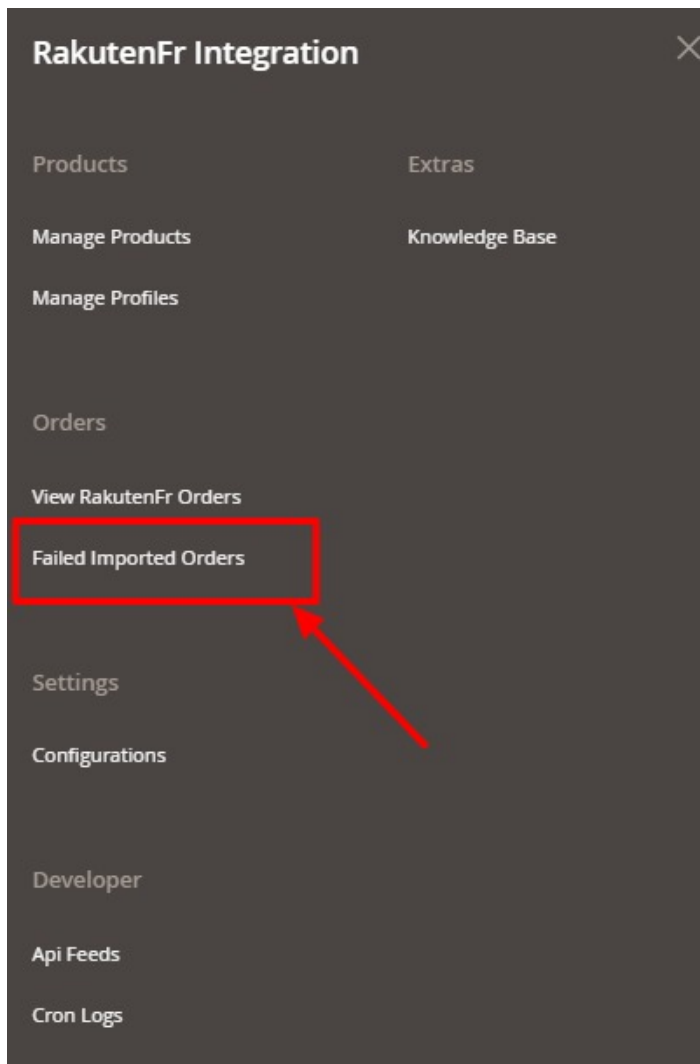 RakutenFr Integration
Products
Manage Products
Manage Profiles
Extras
Knowledge Base
Orders
View RakutenFr Orders
Failed Imported Orders
Settings
Configurations
Developer
Api Feeds
Cron Logs